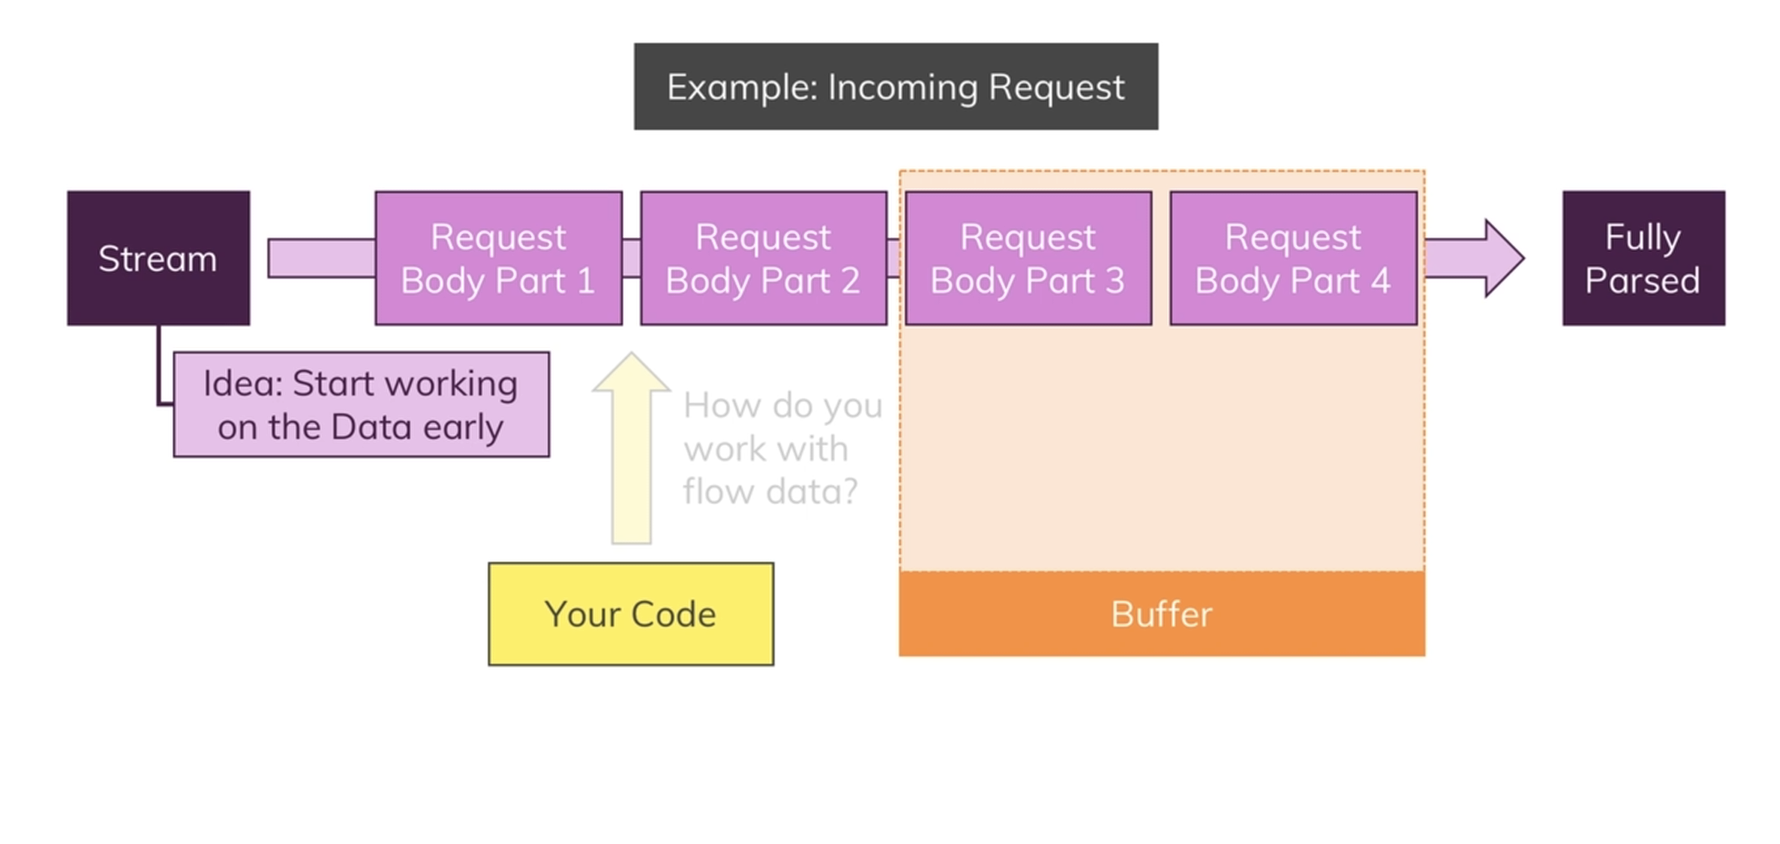 Example: Incoming Request
Stream
Request
Body Part 1
Request
Body Part 2
Request
Body Part 3
Request
Body Part 4
Fully
Parsed
Idea: Start working
on the Data early
How do you
work with
flow data?
Your Code
Buffer